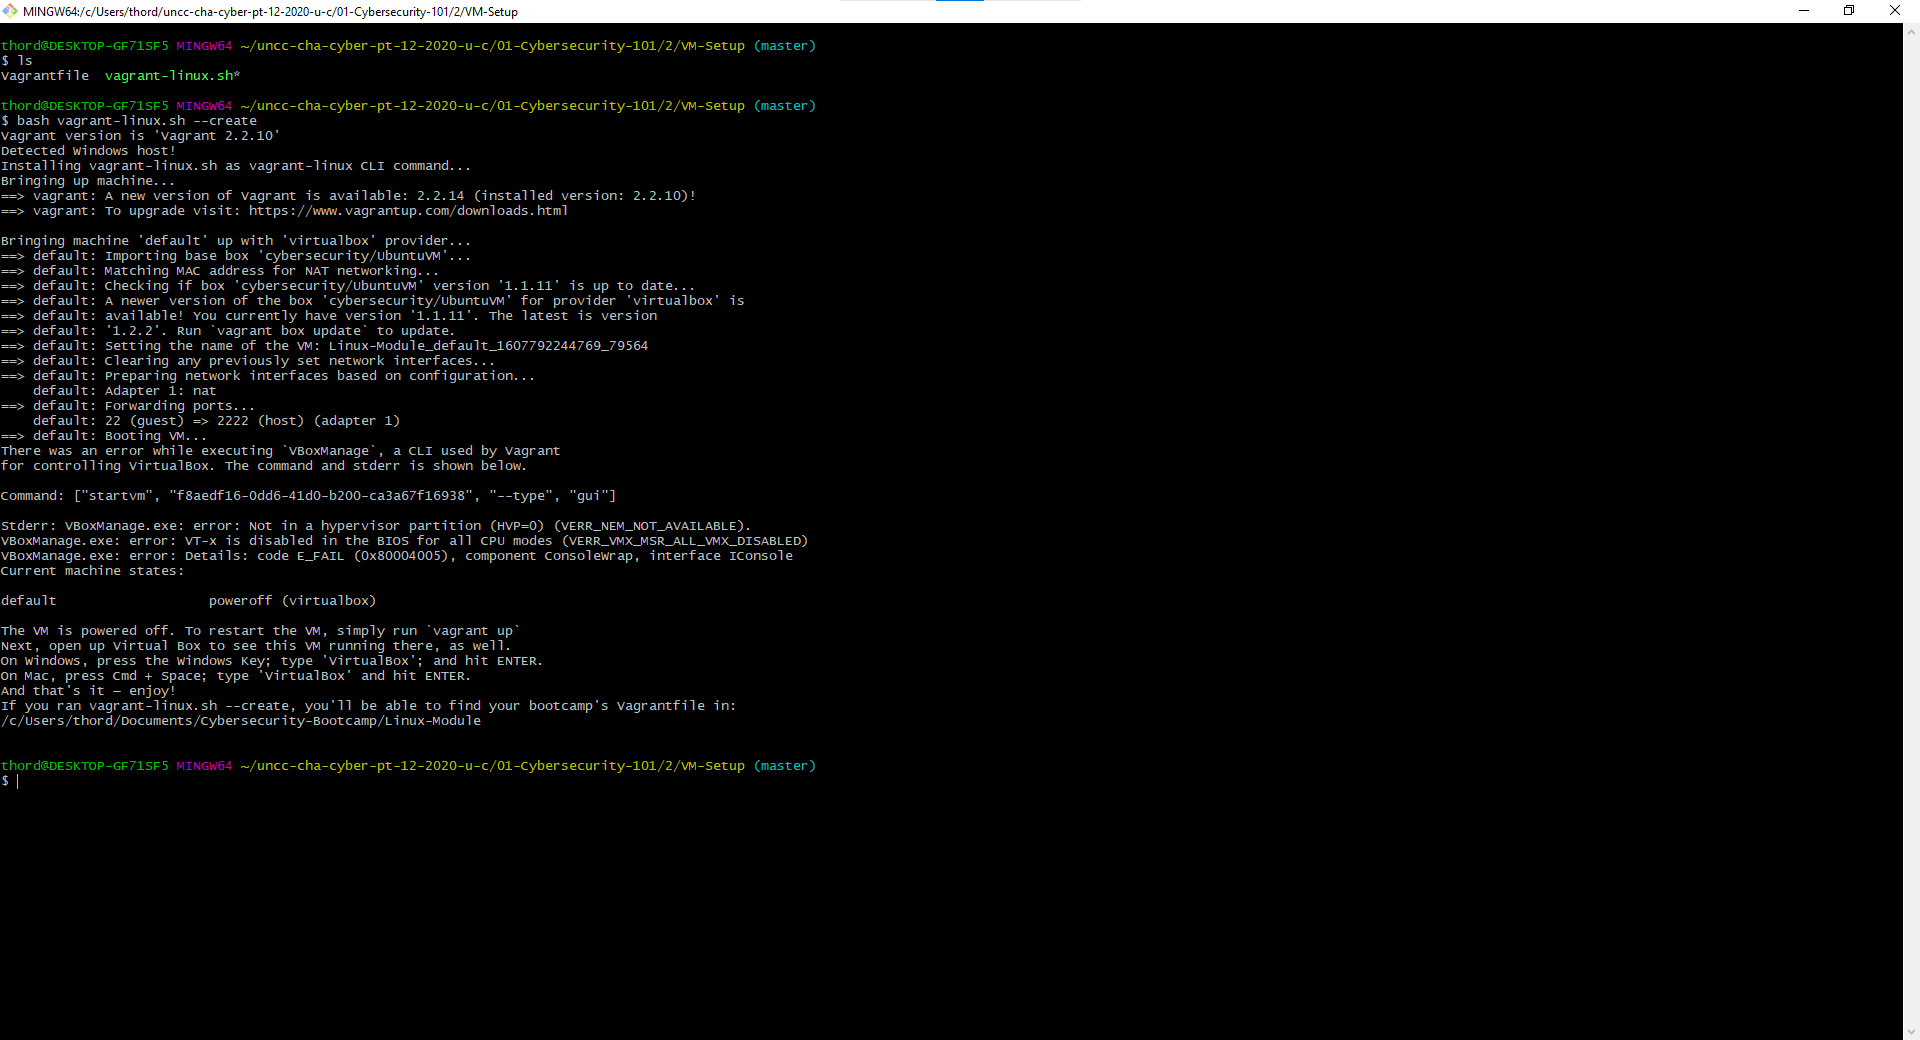 MINGW64:/c/Users/thord/uncc-cha-cyber-pt-12-2020-u-c/01-Cybersecurity-101/2/VM-Setup
thord@DESKTOP-GF71SF5 MINGW64 ~/uncc-cha-cyber-pt-12-2020-u-c/01-Cybersecurity-101/2/VM-Setup (master)
$ ls
Vagrantfile  vagrant-linux.sh*
thord@DESKTOP-GF71SF5 MINGW64 ~/uncc-cha-cyber-pt-12-2020-u-c/01-Cybersecurity-101/2/VM-Setup (master)
$ bash vagrant-linux.sh --create
Vagrant version is 'Vagrant 2.2.10'
Detected Windows host!
Installing vagrant-linux.sh as vagrant-linux CLI command...
Bringing up machine...
==> vagrant: A new version of Vagrant is available: 2.2.14 (installed version: 2.2.10)!
==> vagrant: To upgrade visit: https://www.vagrantup.com/downloads.html
Bringing machine 'default' up with 'virtualbox' provider...
==> default: Importing base box 'cybersecurity/UbuntuVM'...
==> default: Matching MAC address for NAT networking...
==> default: Checking if box 'cybersecurity/UbuntuVM' version '1.1.11' is up to date...
==> default: A newer version of the box 'cybersecurity/UbuntuVM' for provider 'virtualbox' is
==> default: available! You currently have version '1.1.11'. The latest is version
==> default: '1.2.2'. Run `vagrant box update` to update.
==> default: Setting the name of the VM: Linux-Module_default_1607792244769_79564
==> default: Clearing any previously set network interfaces...
==> default: Preparing network interfaces based on configuration...
    default: Adapter 1: nat
==> default: Forwarding ports...
    default: 22 (guest) => 2222 (host) (adapter 1)
==> default: Booting VM...
There was an error while executing `VBoxManage`, a CLI used by Vagrant
for controlling VirtualBox. The command and stderr is shown below.
Command: ["startvm", "f8aedf16-0dd6-41d0-b200-ca3a67f16938", "--type", "gui"]
Stderr: VBoxManage.exe: error: Not in a hypervisor partition (HVP=0) (VERR_NEM_NOT_AVAILABLE).
VBoxManage.exe: error: VT-x is disabled in the BIOS for all CPU modes (VERR_VMX_MSR_ALL_VMX_DISABLED)
VBoxManage.exe: error: Details: code E_FAIL (0x80004005), component ConsoleWrap, interface IConsole
Current machine states:
default                   poweroff (virtualbox)
The VM is powered off. To restart the VM, simply run `vagrant up`
Next, open up Virtual Box to see this VM running there, as well.
On Windows, press the Windows Key; type 'VirtualBox'; and hit ENTER.
On Mac, press Cmd + Space; type 'VirtualBox' and hit ENTER.
And that's it – enjoy!
If you ran vagrant-linux.sh --create, you'll be able to find your bootcamp's Vagrantfile in:
/c/Users/thord/Documents/Cybersecurity-Bootcamp/Linux-Module
thord@DESKTOP-GF71SF5 MINGW64 ~/uncc-cha-cyber-pt-12-2020-u-c/01-Cybersecurity-101/2/VM-Setup (master)
$